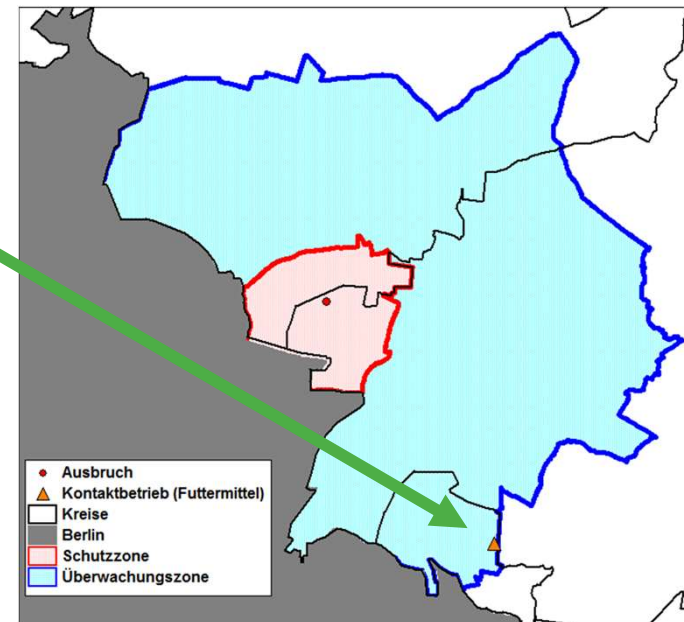 Ausbruch
Kontaktbetrieb (Futtermittel)
Kreise
Berlin
Schutzzone
Überwachungszone